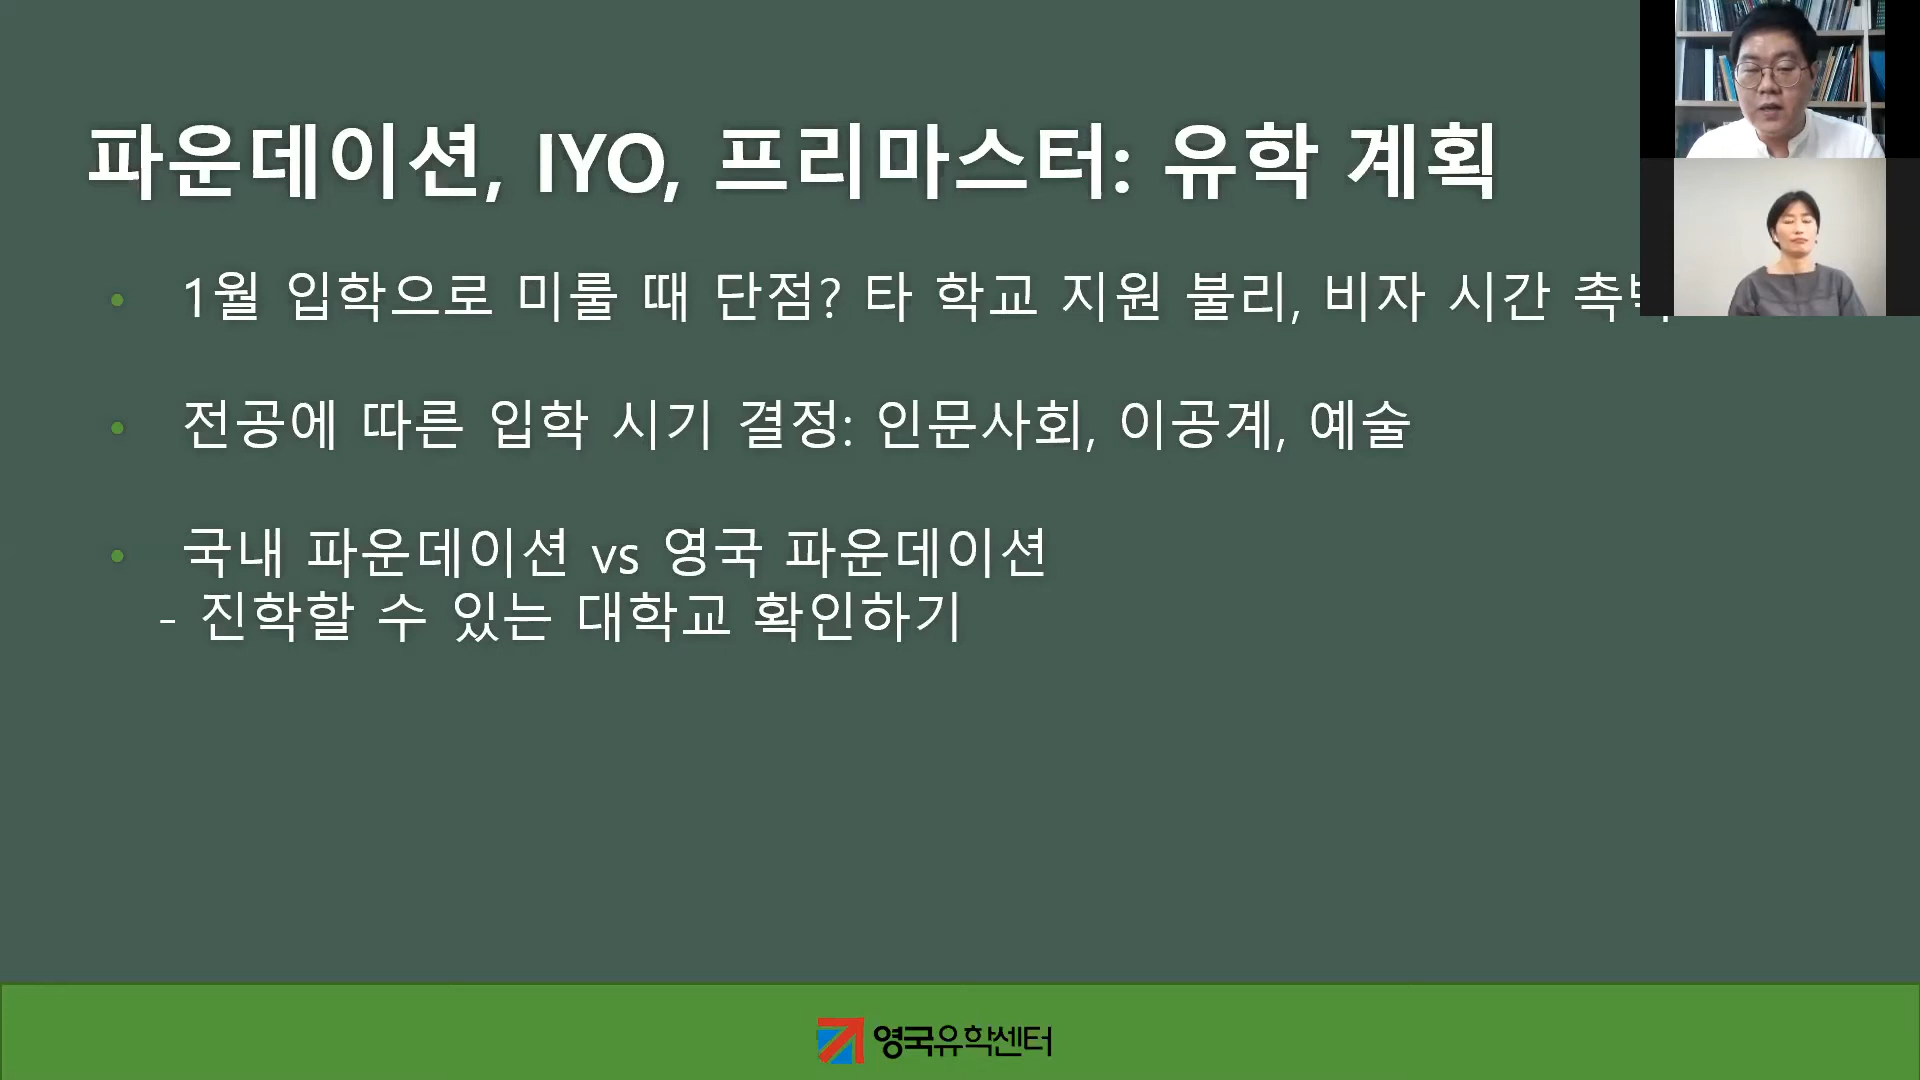 파운데이션, IYO, 프리마스터: 유학 계획
• 1월 입학으로 미룰 때 단점? 타 학교 지원 불리, 비자 시간
• 전공에 따른 입학 시기 결정: 인문사회, 이공계, 예술
• 국내 파운데이션 vs 영국 파운데이션
- 진학할 수 있는 대학교 확인하기
영국유학센터